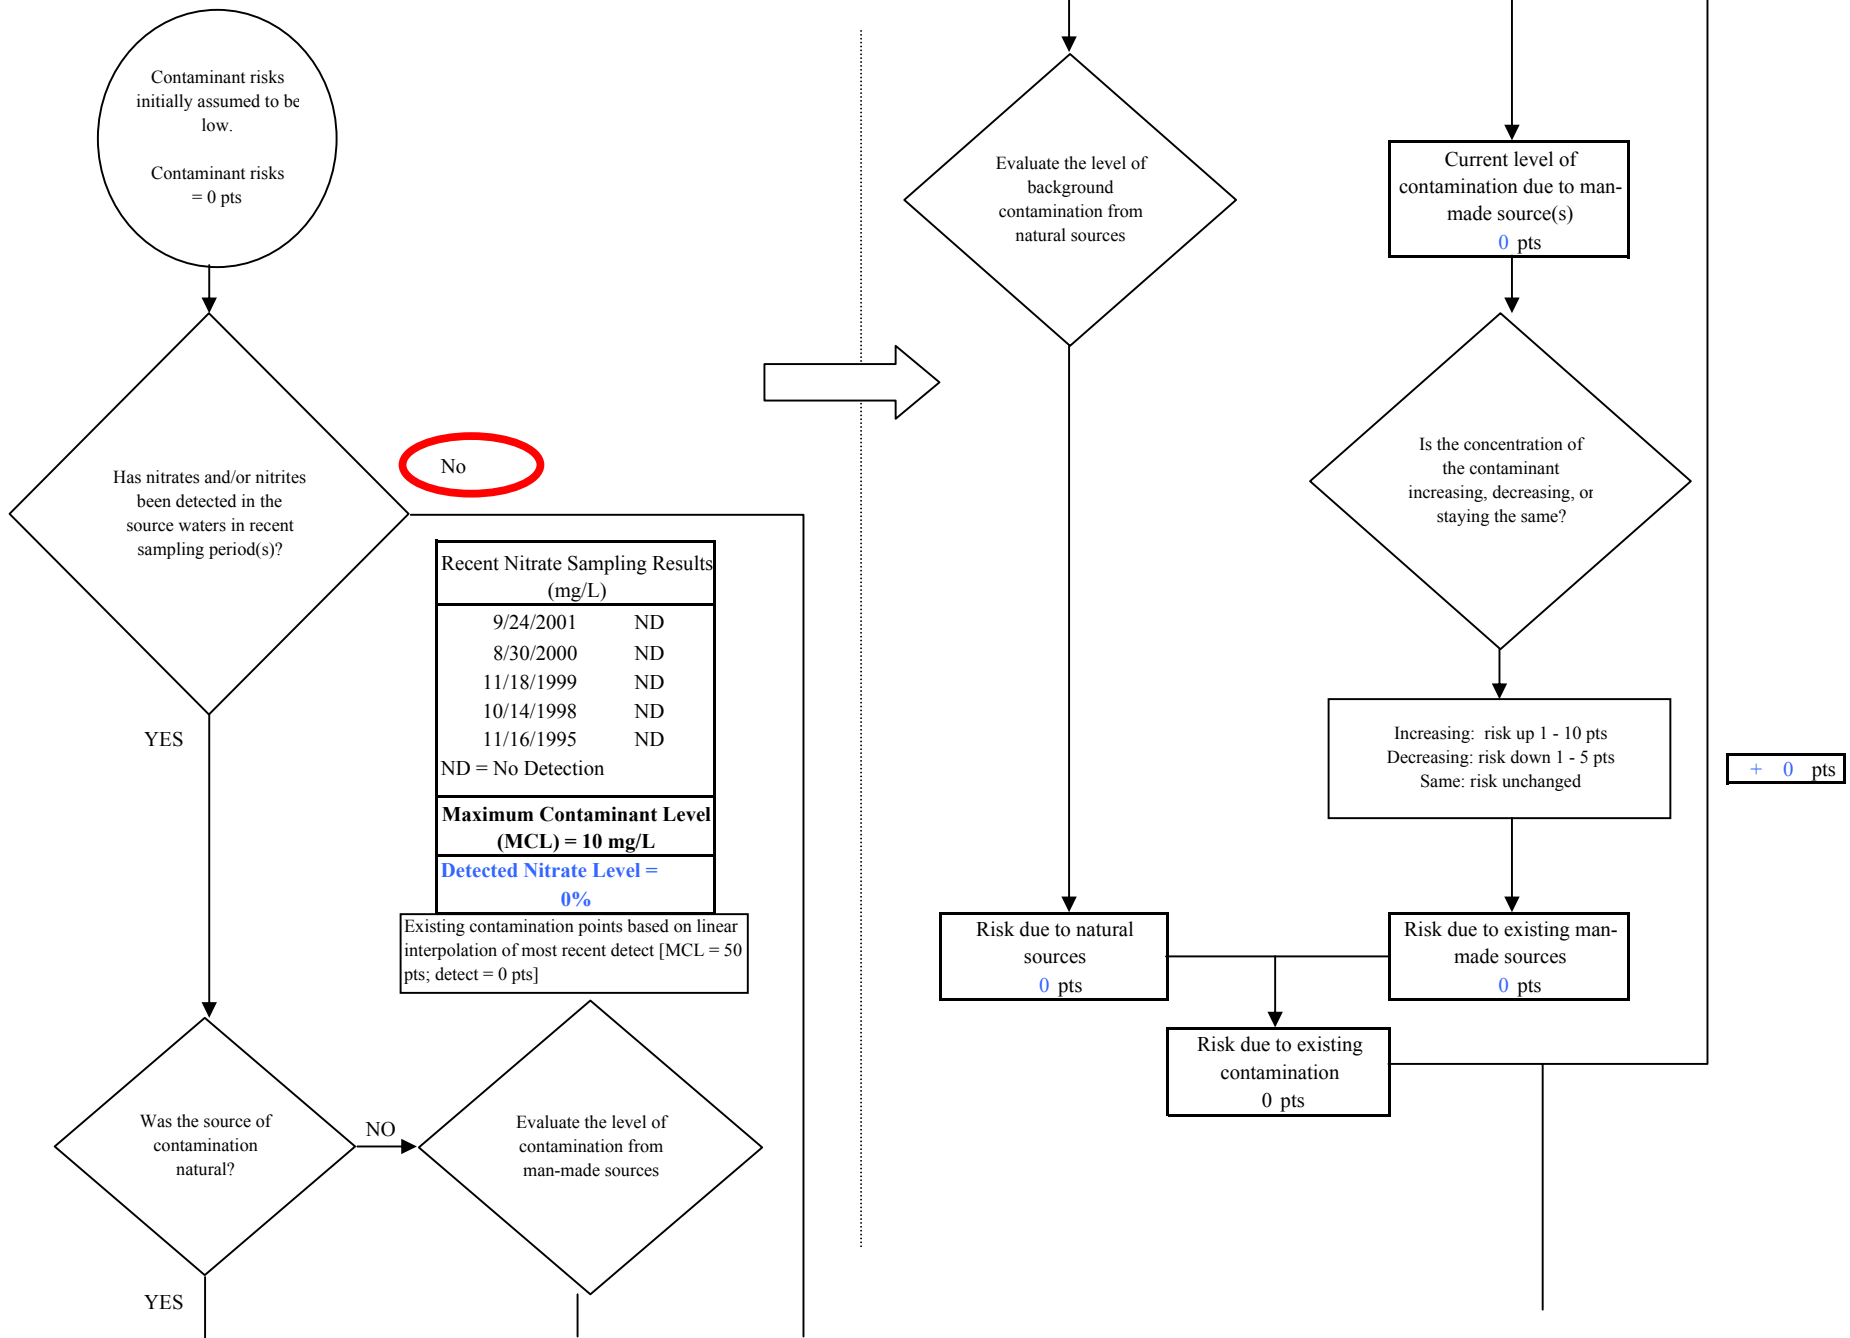 Contaminant risks
initially assumed to be
low.
Contaminant risks
= 0 pts
Has nitrates and/or nitrites
been detected in the
source waters in recent
sampling period(s)?
No
Recent Nitrate Sampling Results
(mg/L)
9/24/2001 ND
8/30/2000 ND
11/18/1999 ND
10/14/1998 ND
11/16/1995 ND
ND = No Detection
Maximum Contaminant Level
(MCL) = 10 mg/L
Detected Nitrate Level =
0%
Existing contamination points based on linear
interpolation of most recent detect [MCL = 50
pts; detect = 0 pts]
YES
Was the source of
contamination
natural?
NO
Evaluate the level of
contamination from
man-made sources
YES
Evaluate the level of
background
contamination from
natural sources
Current level of
contamination due to man-
made source(s)
0 pts
Is the concentration of
the contaminant
increasing, decreasing, or
staying the same?
Increasing: risk up 1 - 10 pts
Decreasing: risk down 1 - 5 pts
Same: risk unchanged
+ 0 pts
Risk due to natural
sources
0 pts
Risk due to existing man-
made sources
0 pts
Risk due to existing
contamination
0 pts